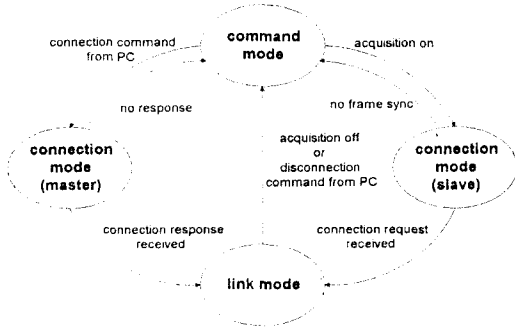 connection command
from PC
command
mode
acquisition on
no response
no frame sync
connection
mode
(master)
acquisition off
or
disconnection
command from PC
connection
mode
(slave)
connection response
received
connection request
received
link mode